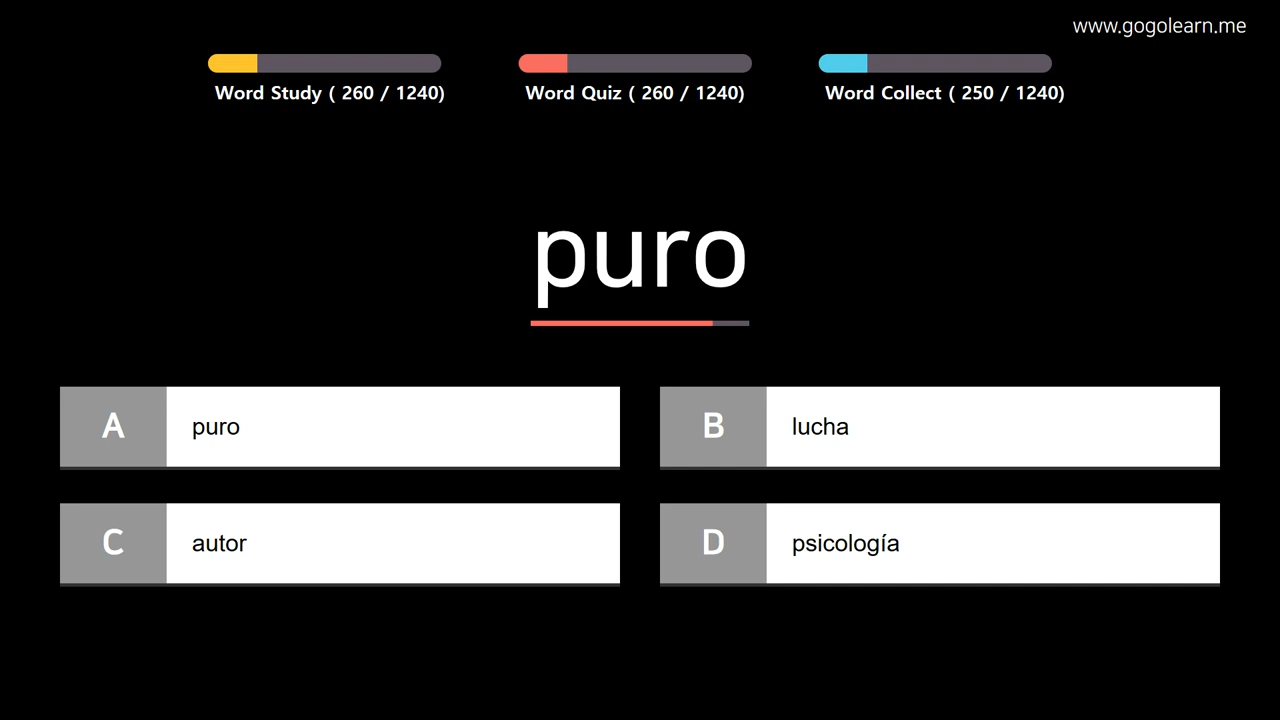 www.gogolearn.me
Word Study ( 260 / 1240)
Word Quiz ( 260 / 1240)
Word Collect ( 250 / 1240)
puro
A puro
B lucha
C autor
D psicología